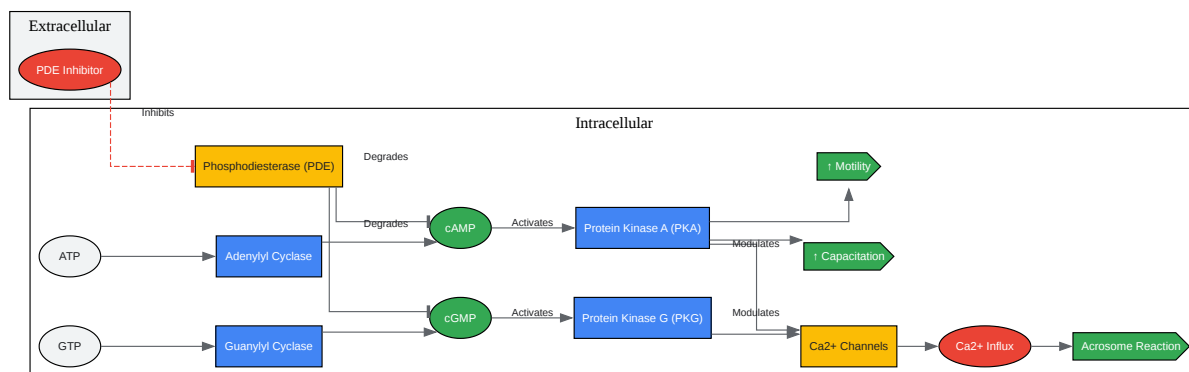 Extracellular
PDE Inhibitor
Inhibits
Intracellular
Phosphodiesterase (PDE)
Degrades
↑ Motility
Degrades
cAMP
Activates
Protein Kinase A (PKA)
Modulates
ATP
Adenylyl Cyclase
↑ Capacitation
cGMP
Activates
Protein Kinase G (PKG)
Modulates
GTP
Guanylyl Cyclase
Ca2+ Channels
Ca2+ Influx
Acrosome Reaction